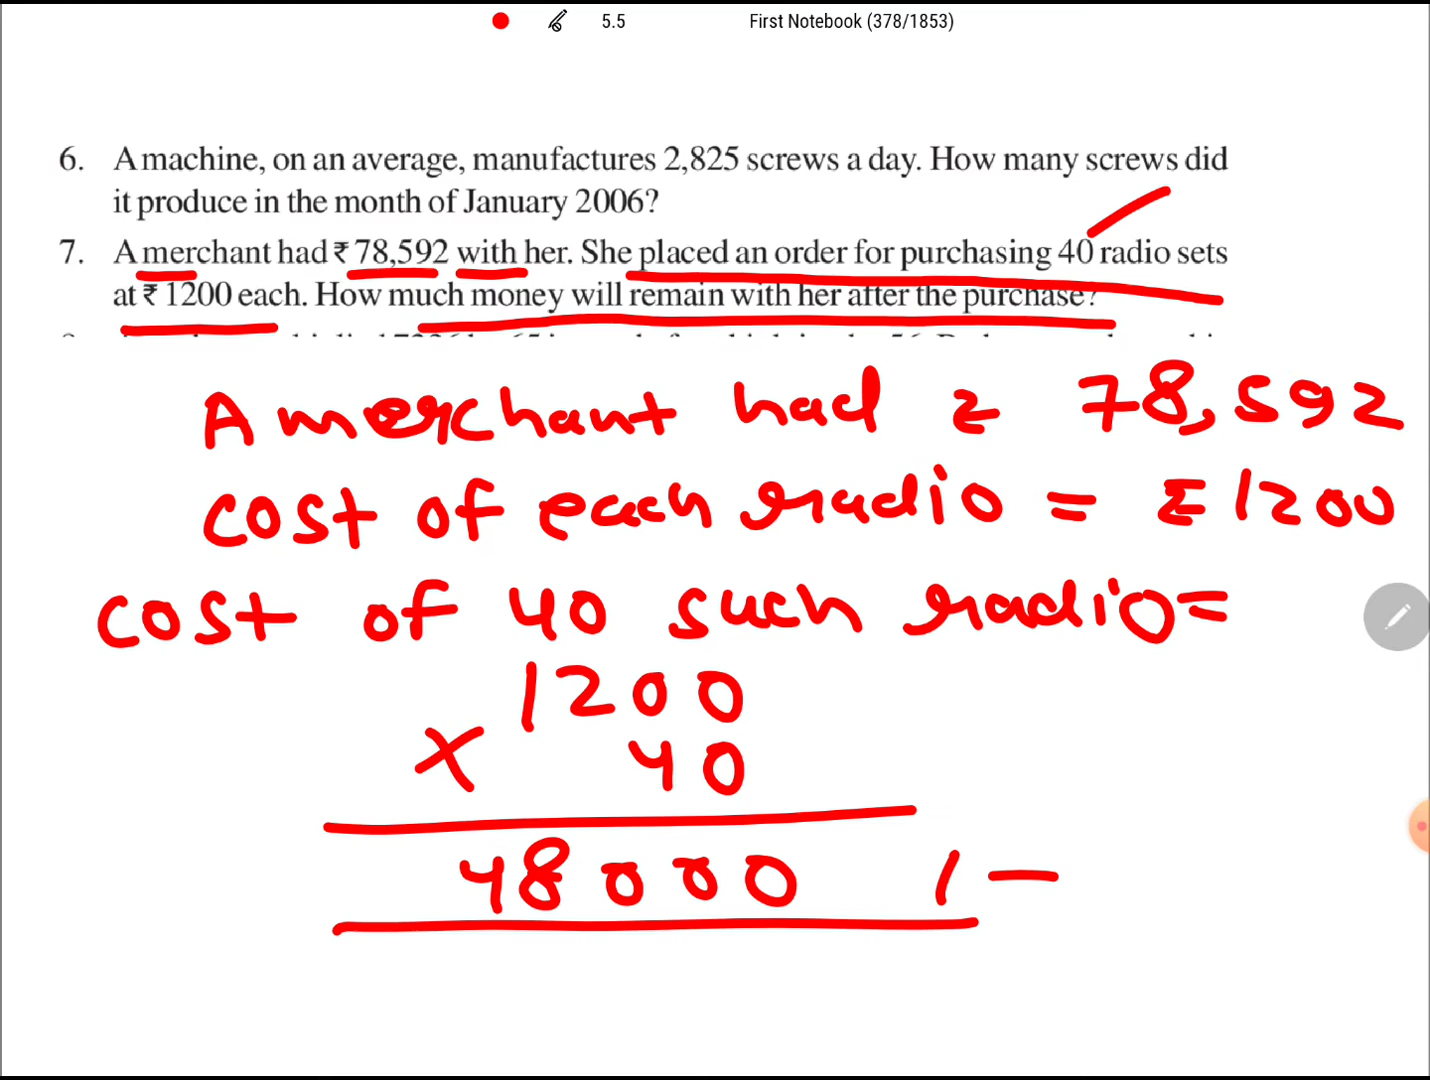 5.5 First Notebook (378/1853)
6. A machine, on an average, manufactures 2,825 screws a day. How many screws did
it produce in the month of January 2006?
7. A merchant had ₹ 78,592 with her. She placed an order for purchasing 40 radio sets
at ₹ 1200 each. How much money will remain with her after the purchase?
A merchant had ₹ 78,592
cost of each radio = ₹ 1200
cost of 40 such radio =
1200
× 40
48000 /-